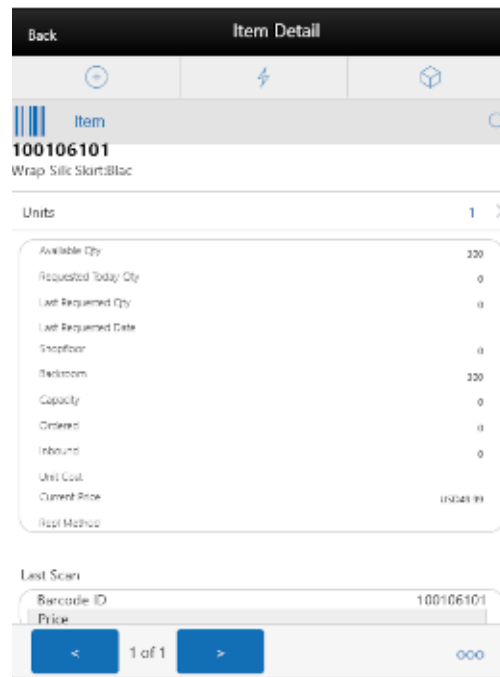 Back Item Detail
Item
100106101
Wrap Silk Skirt:Blac
Units 1
Available Qty
Requested Today Qty 0
Last Requested Qty 0
Last Requested Date
Shopfloor 0
Backroom
Capacity 0
Ordered 0
Inbound 0
Unit Cost
Current Price
Repl Method
Last Scan
Barcode ID 100106101
Price
< 1 of 1 >